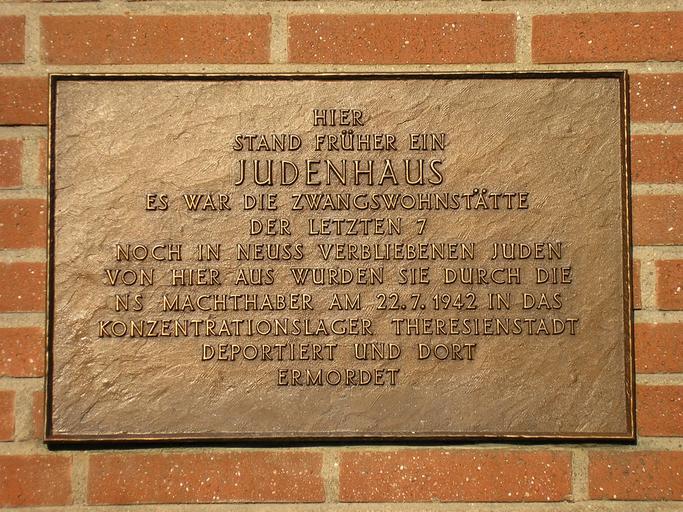 HIER
STAND FRÜHER EIN
JUDENHAUS
ES WAR DIE ZWANGSWOHNSTÄTTE
DER LETZTEN 7
NOCH IN NEUSS VERBLIEBENEN JUDEN
VON HIER AUS WURDEN SIE DURCH DIE
NS MACHTHABER AM 22.7.1942 IN DAS
KONZENTRATIONSLAGER THERESIENSTADT
DEPORTIERT UND DORT
ERMORDET